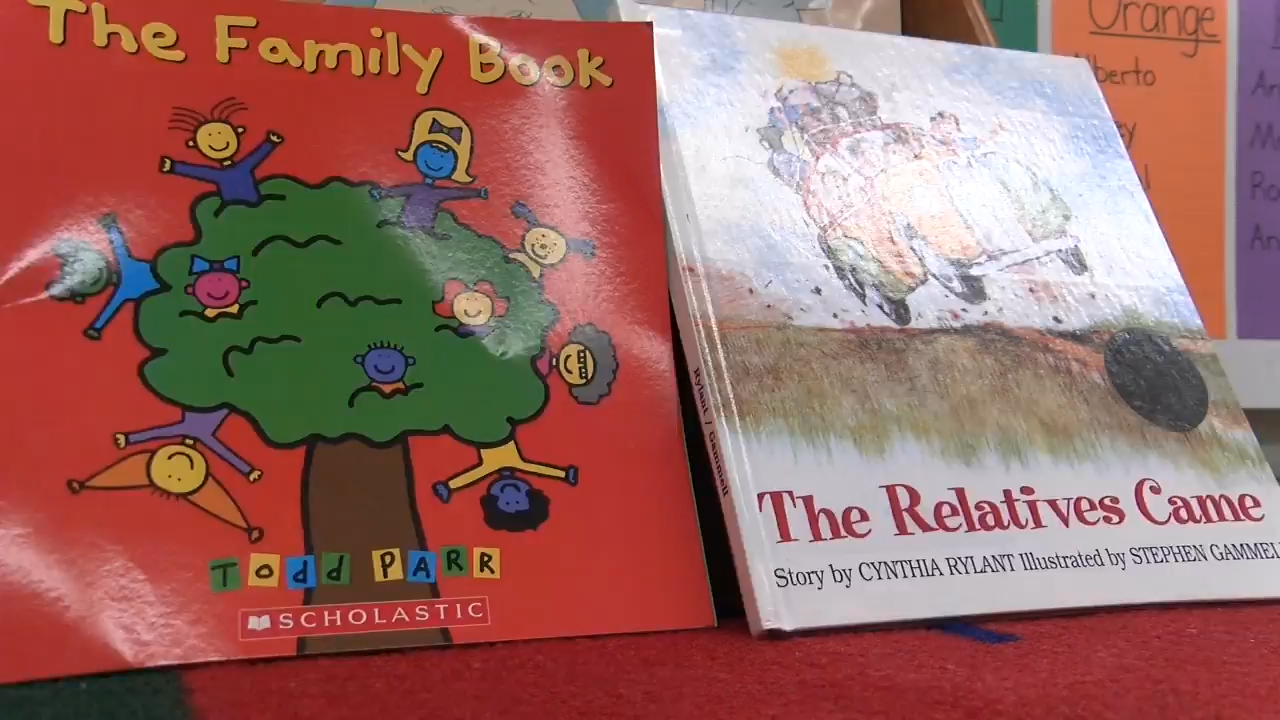 The Family Book
Todd PARR
SCHOLASTIC
Rylant / Gammell
The Relatives Came
Story by CYNTHIA RYLANT Illustrated by STEPHEN GAMMELL
Orange